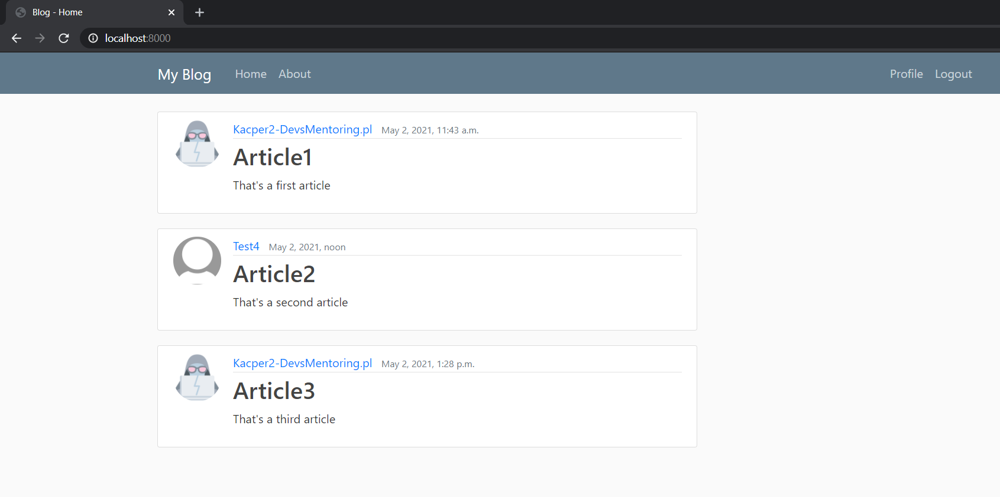 Blog - Home
localhost:8000
My Blog Home About Profile Logout
Kacper2-DevsMentoring.pl May 2, 2021, 11:43 a.m.
Article1
That's a first article
Test4 May 2, 2021, noon
Article2
That's a second article
Kacper2-DevsMentoring.pl May 2, 2021, 1:28 p.m.
Article3
That's a third article